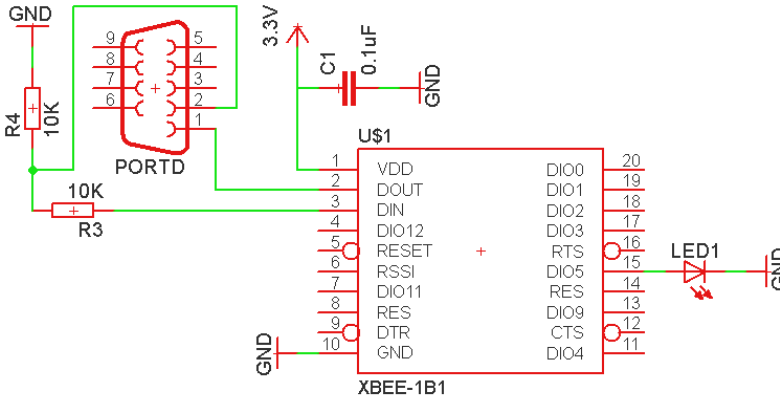 GND
R4
10K
9
8
7
6
5
4
3
2
1
PORTD
10K
R3
3.3V
C1
0.1uF
GND
U$1
1 VDD
2 DOUT
3 DIN
4 DIO12
5 RESET
6 RSSI
7 DIO11
8 RES
9 DTR
10 GND
GND
DIO0 20
DIO1 19
DIO2 18
DIO3 17
RTS 16
DIO5 15
RES 14
DIO9 13
CTS 12
DIO4 11
LED1
GND
XBEE-1B1